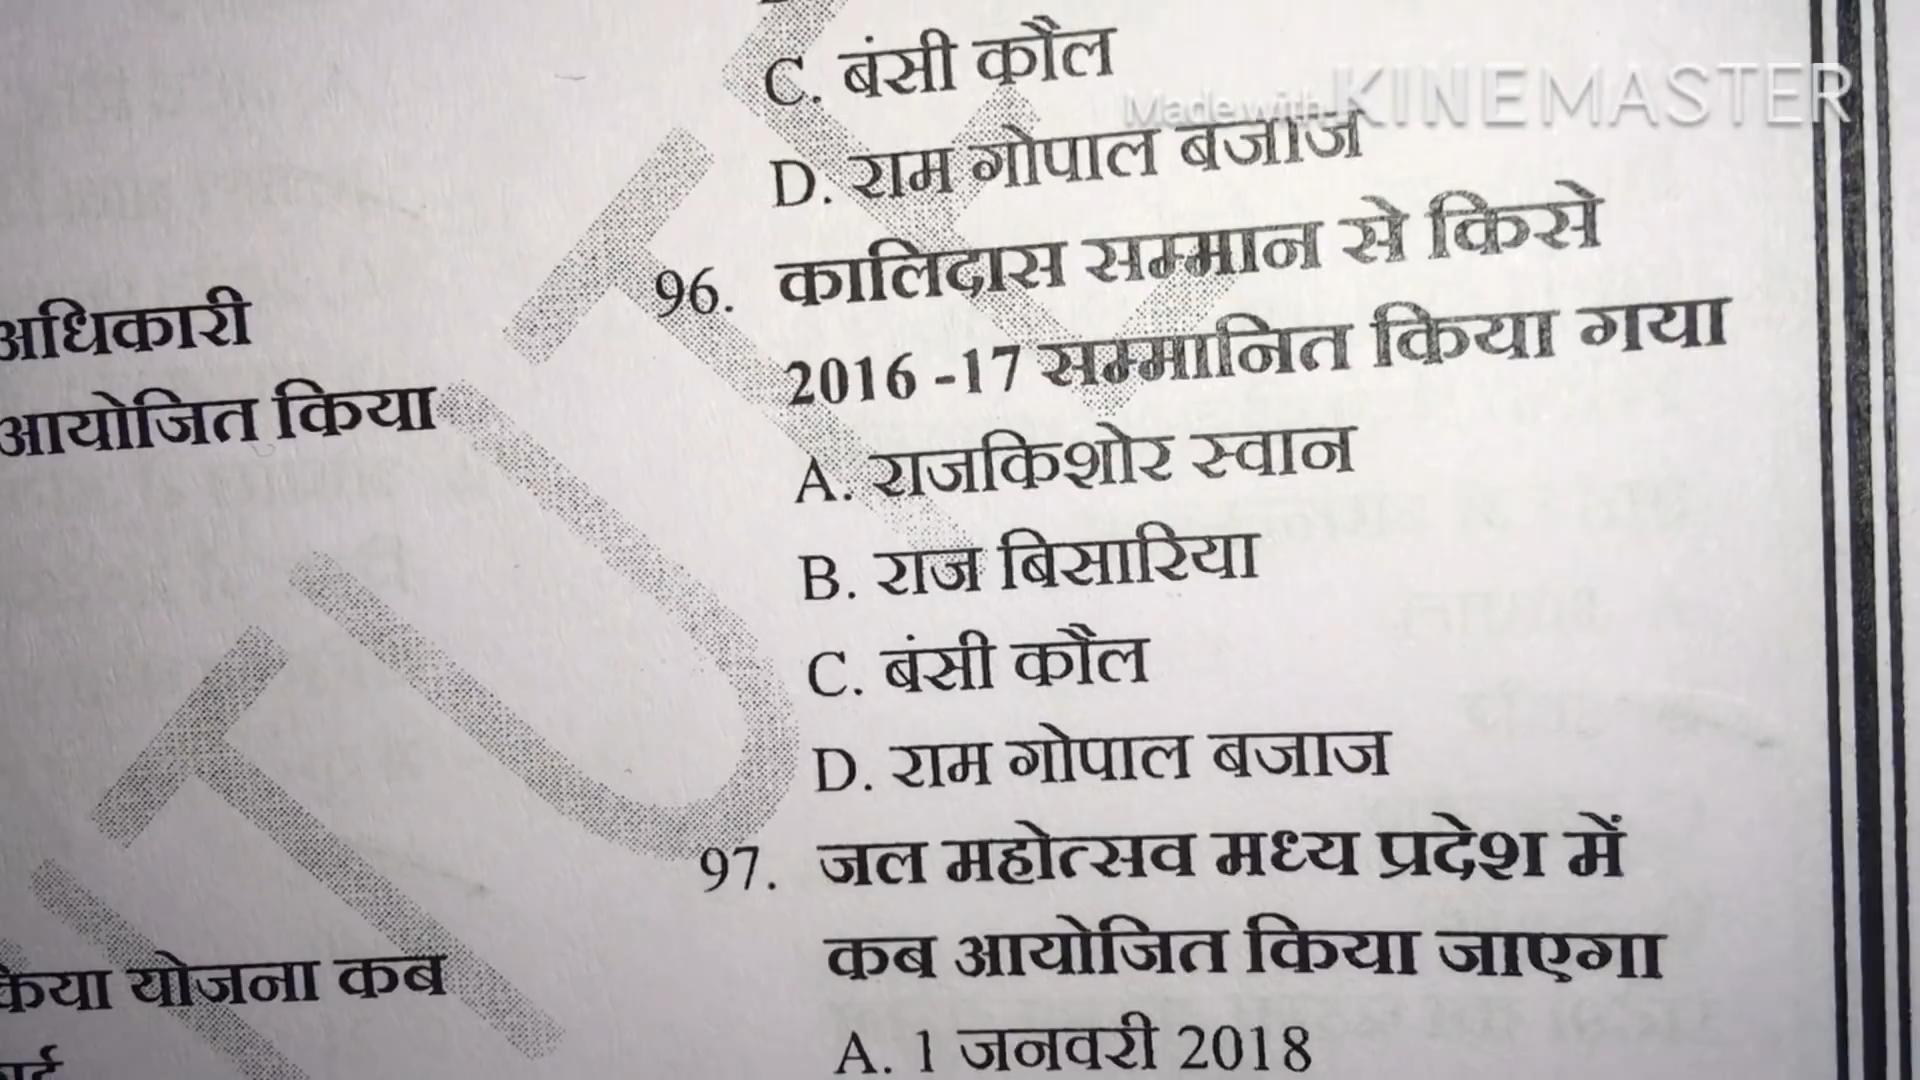 अधिकारी
आयोजित किया
केया योजना कब
C. बंसी कौल
D. राम गोपाल बजाज
96. कालिदास सम्मान से किसे
2016 -17 सम्मानित किया गया
A. राजकिशोर स्वान
B. राज बिसारिया
C. बंसी कौल
D. राम गोपाल बजाज
97. जल महोत्सव मध्य प्रदेश में
कब आयोजित किया जाएगा
A. 1 जनवरी 2018
Made with KINEMASTER